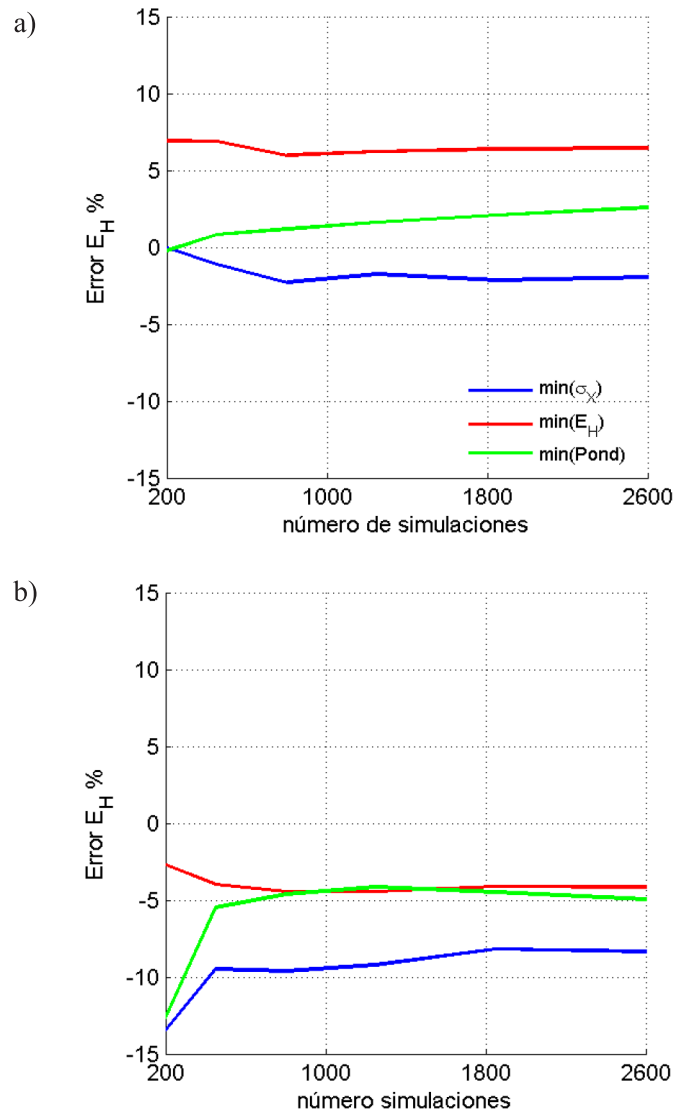 a)
15
10
5
0
-5
-10
-15
Error E_H %
min(σ_X)
min(E_H)
min(Pond)
200 1000 1800 2600
número de simulaciones
b)
15
10
5
0
-5
-10
-15
Error E_H %
200 1000 1800 2600
número simulaciones